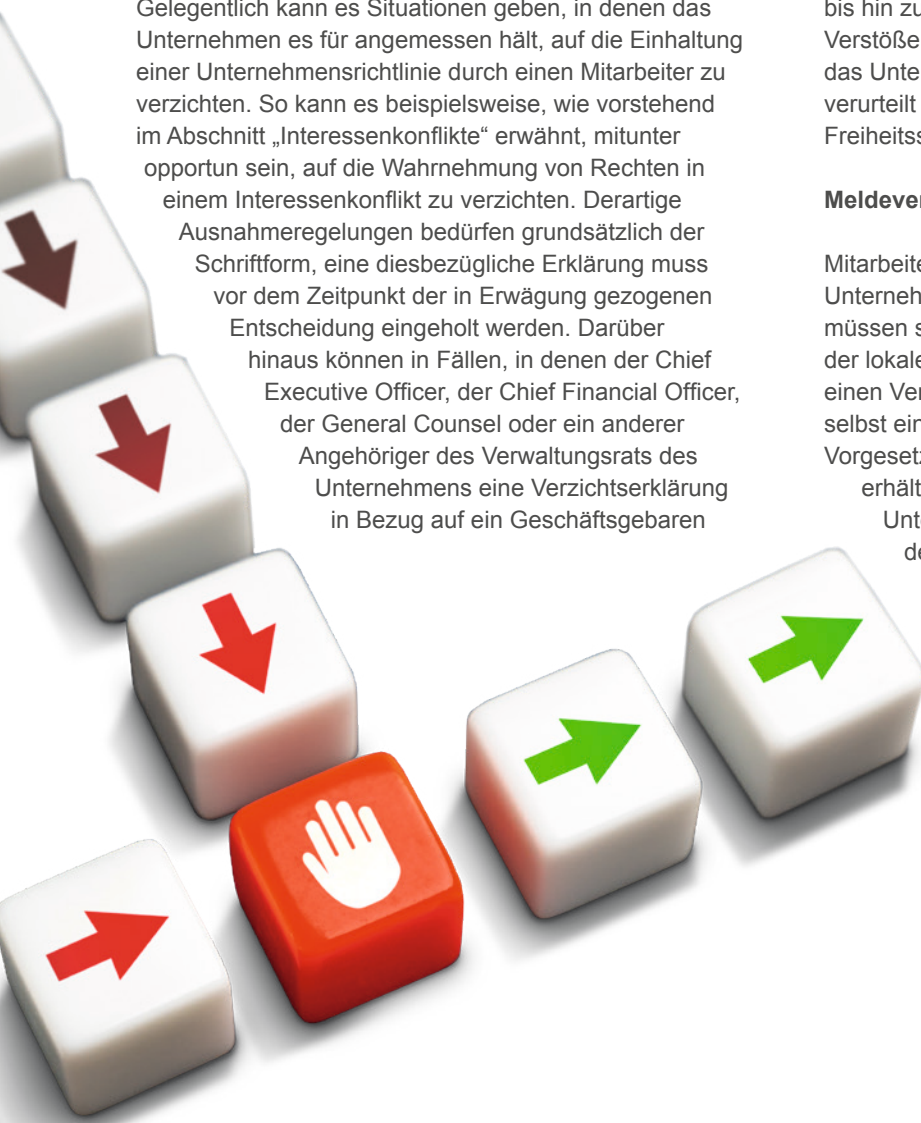 Gelegentlich kann es Situationen geben, in denen das
Unternehmen es für angemessen hält, auf die Einhaltung
einer Unternehmensrichtlinie durch einen Mitarbeiter zu
verzichten. So kann es beispielsweise, wie vorstehend
im Abschnitt „Interessenkonflikte“ erwähnt, mitunter
opportun sein, auf die Wahrnehmung von Rechten in
einem Interessenkonflikt zu verzichten. Derartige
Ausnahmeregelungen bedürfen grundsätzlich der
Schriftform, eine diesbezügliche Erklärung muss
vor dem Zeitpunkt der in Erwägung gezogenen
Entscheidung eingeholt werden. Darüber
hinaus können in Fällen, in denen der Chief
Executive Officer, der Chief Financial Officer,
der General Counsel oder ein anderer
Angehöriger des Verwaltungsrats des
Unternehmens eine Verzichtserklärung
in Bezug auf ein Geschäftsgebaren
bis hin zu
Verstöße
das Unter
verurteilt
Freiheitss
Meldever
Mitarbeite
Unterneh
müssen s
der lokale
einen Ver
selbst ein
Vorgesetz
erhält
Unte
de